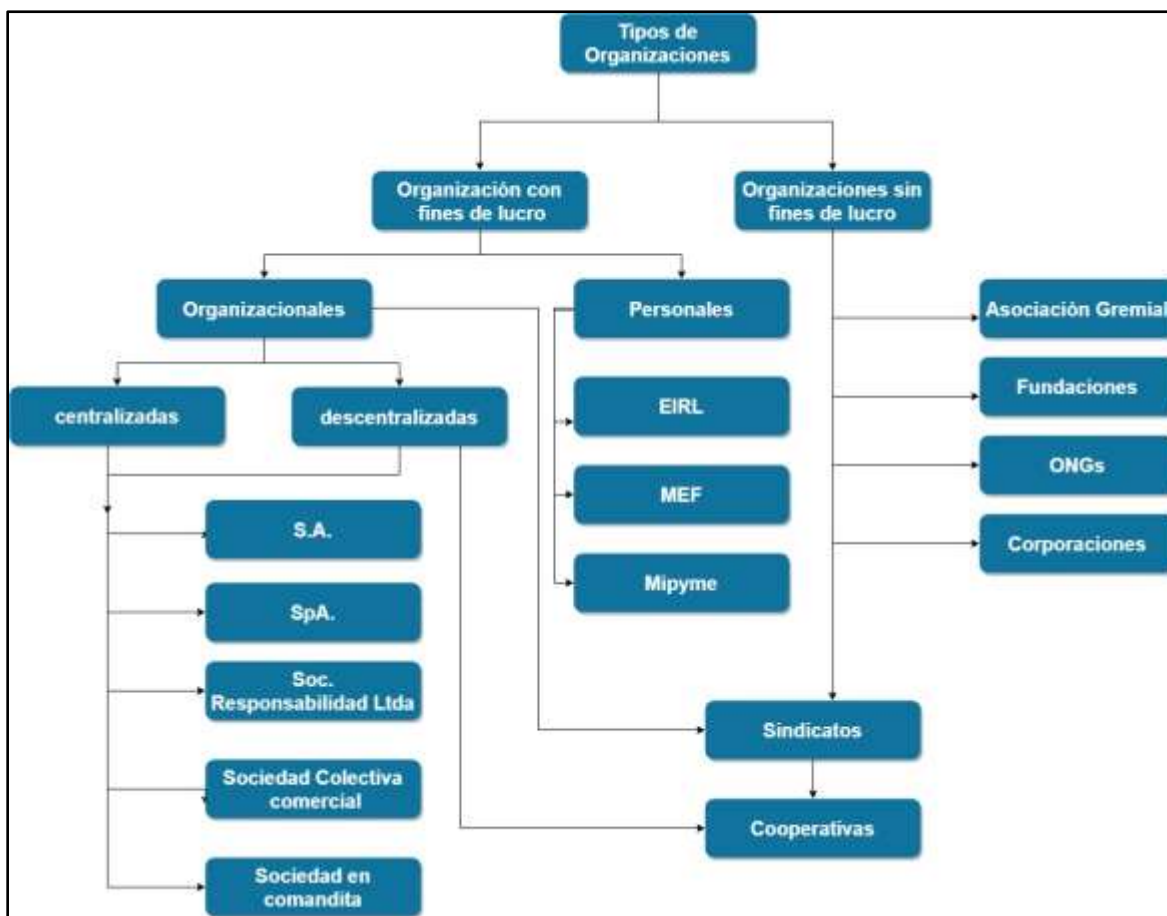 Tipos de
Organizaciones
Organización con
fines de lucro
Organizaciones sin
fines de lucro
Organizacionales
Personales
Asociación Gremial
centralizadas
descentralizadas
EIRL
Fundaciones
ONGs
MEF
S.A.
Corporaciones
Mipyme
SpA.
Soc.
Responsabilidad Ltda
Sindicatos
Sociedad Colectiva
comercial
Cooperativas
Sociedad en
comandita